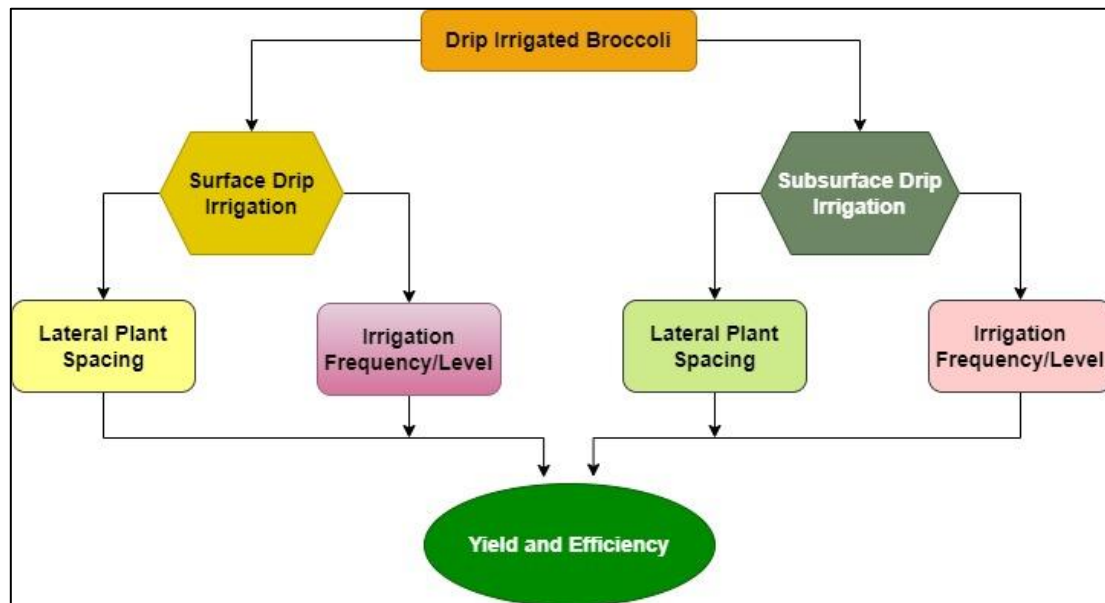 Drip Irrigated Broccoli
Surface Drip
Irrigation
Subsurface Drip
Irrigation
Lateral Plant
Spacing
Irrigation
Frequency/Level
Lateral Plant
Spacing
Irrigation
Frequency/Level
Yield and Efficiency